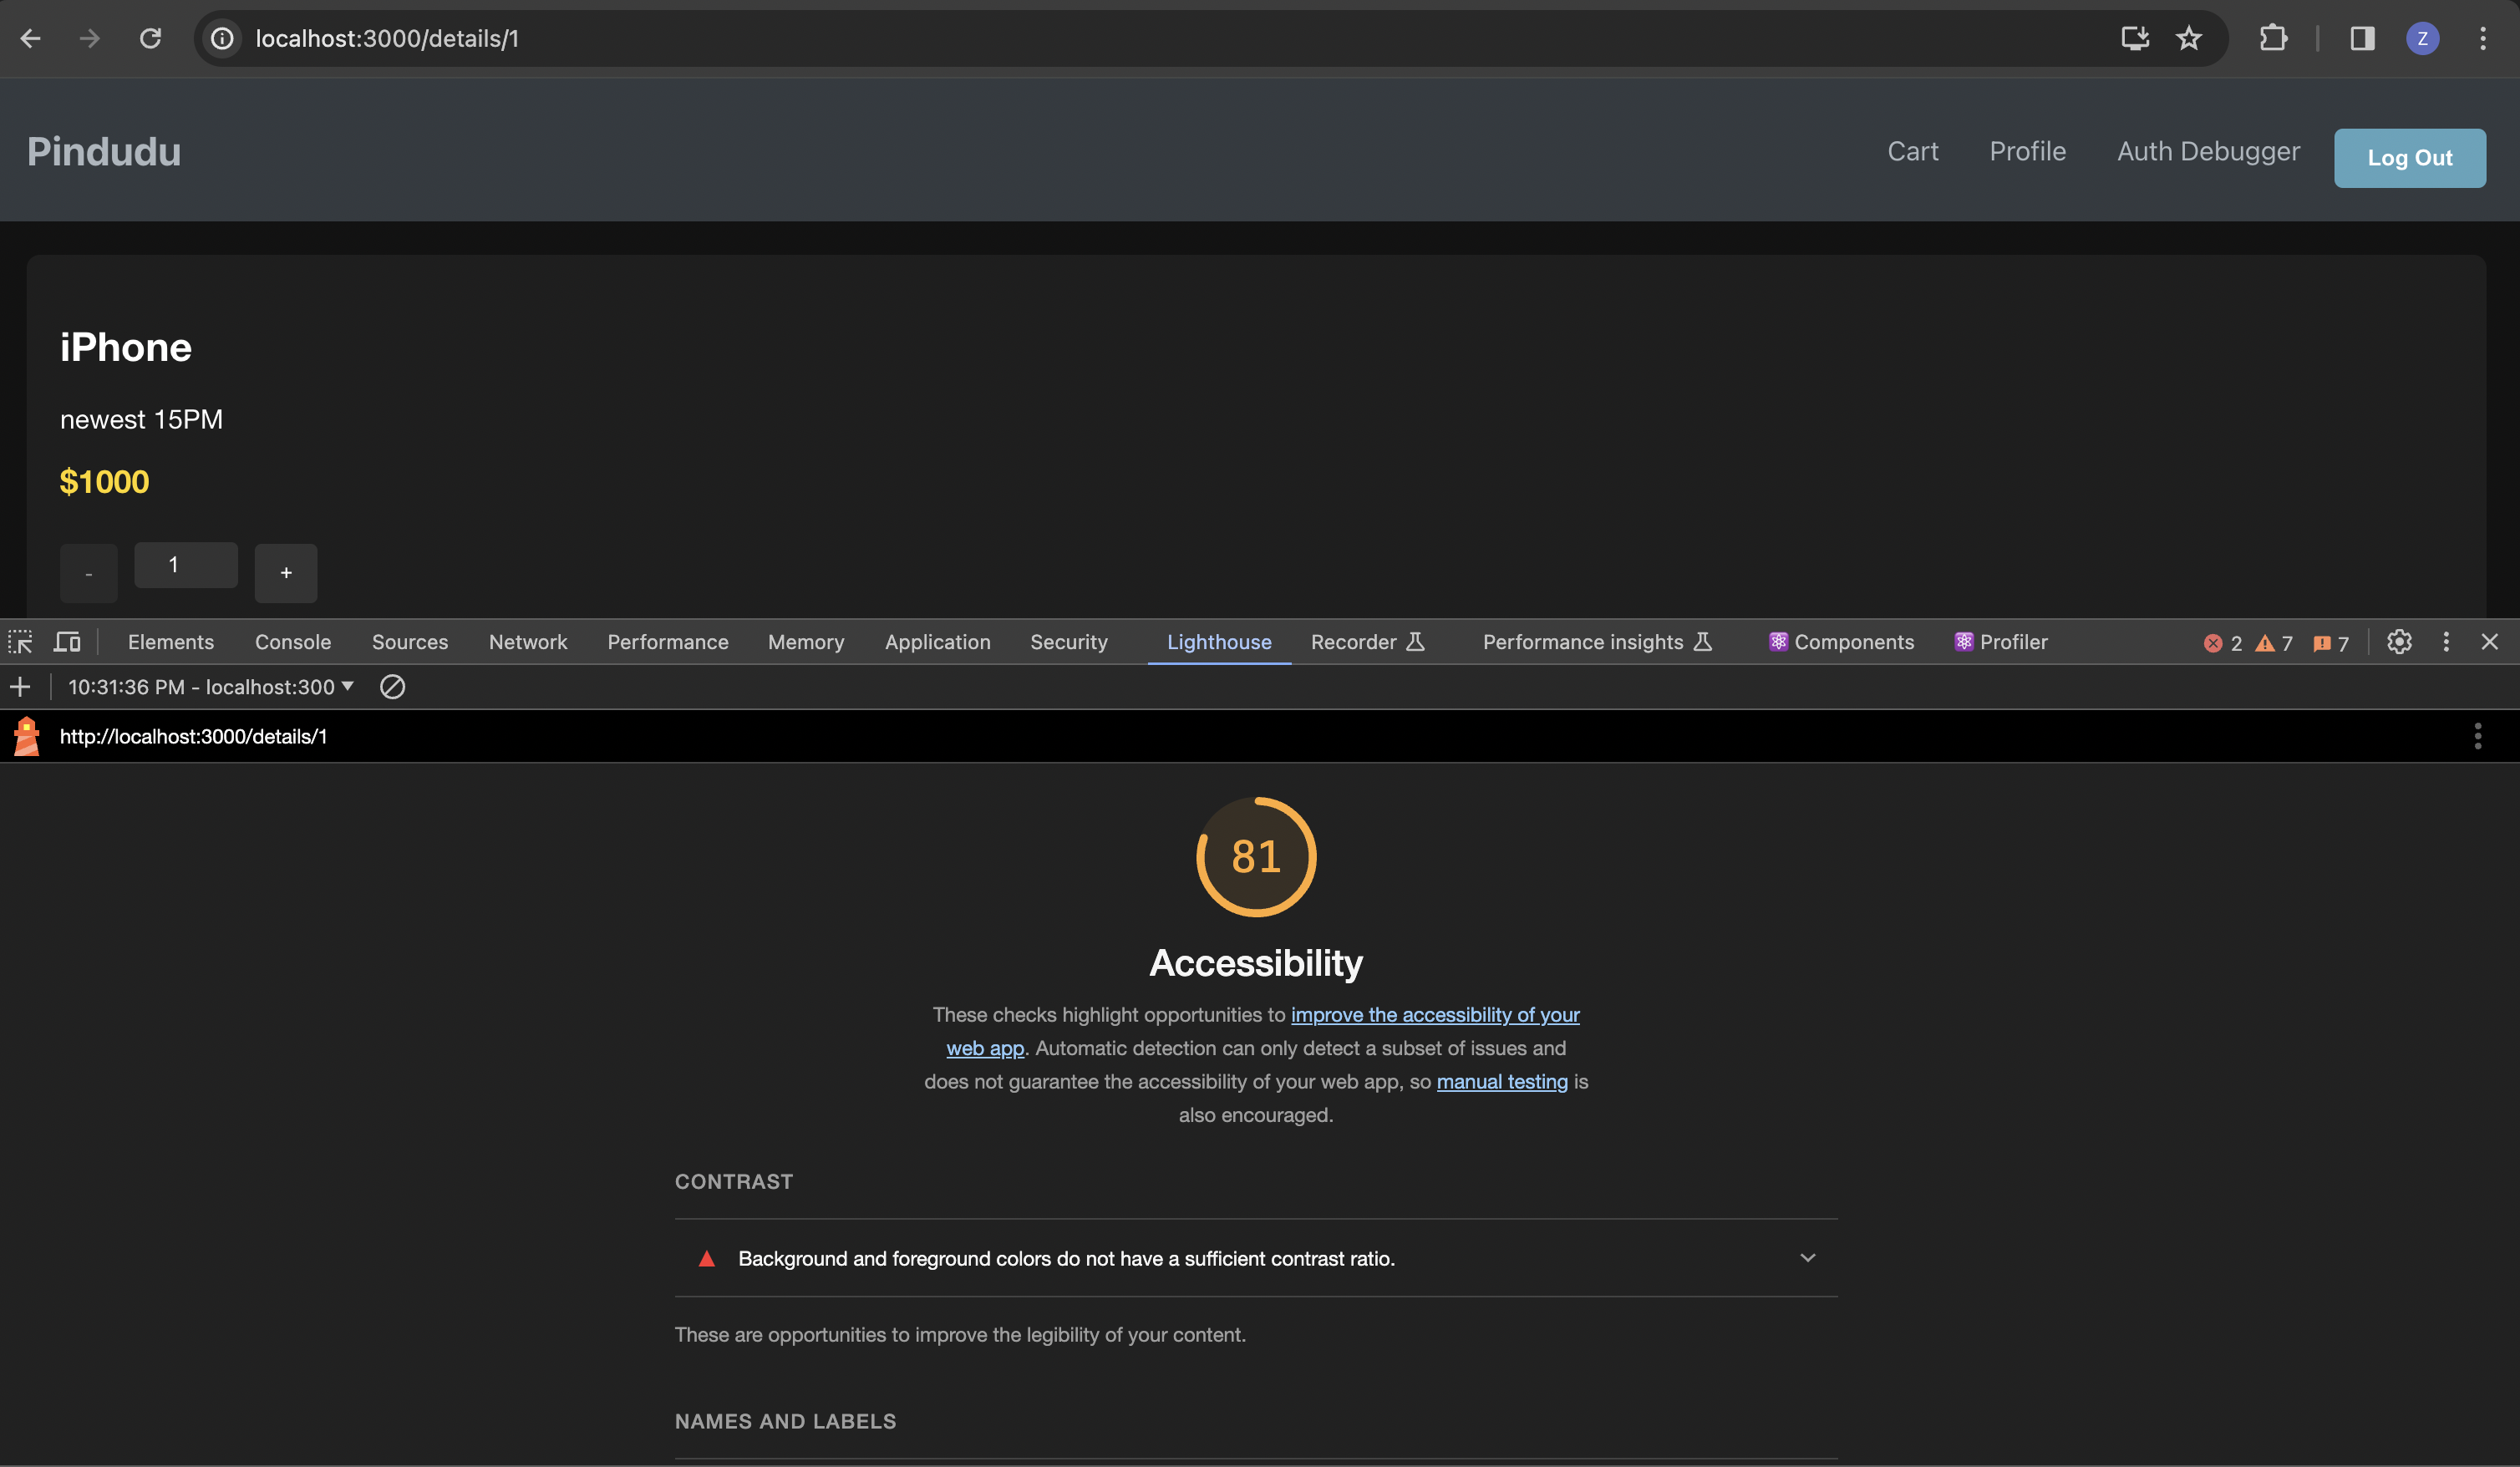 localhost:3000/details/1
Z
Pindudu
Cart Profile Auth Debugger Log Out
iPhone
newest 15PM
$1000
- 1 +
Elements Console Sources Network Performance Memory Application Security Lighthouse Recorder Performance insights Components Profiler 2 7 7
10:31:36 PM - localhost:300
http://localhost:3000/details/1
81
Accessibility
These checks highlight opportunities to improve the accessibility of your
web app. Automatic detection can only detect a subset of issues and
does not guarantee the accessibility of your web app, so manual testing is
also encouraged.
CONTRAST
Background and foreground colors do not have a sufficient contrast ratio.
These are opportunities to improve the legibility of your content.
NAMES AND LABELS